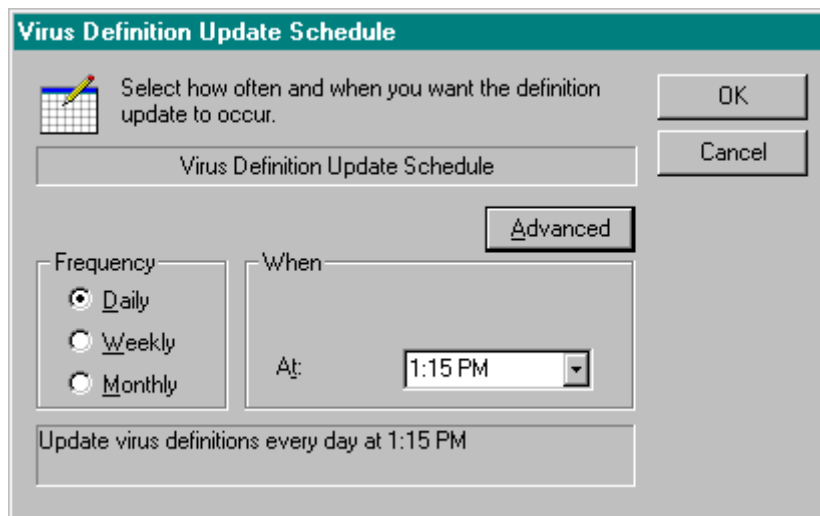 Virus Definition Update Schedule
Select how often and when you want the definition
update to occur.
OK
Cancel
Virus Definition Update Schedule
Advanced
Frequency
Daily
Weekly
Monthly
When
At:
1:15 PM
Update virus definitions every day at 1:15 PM